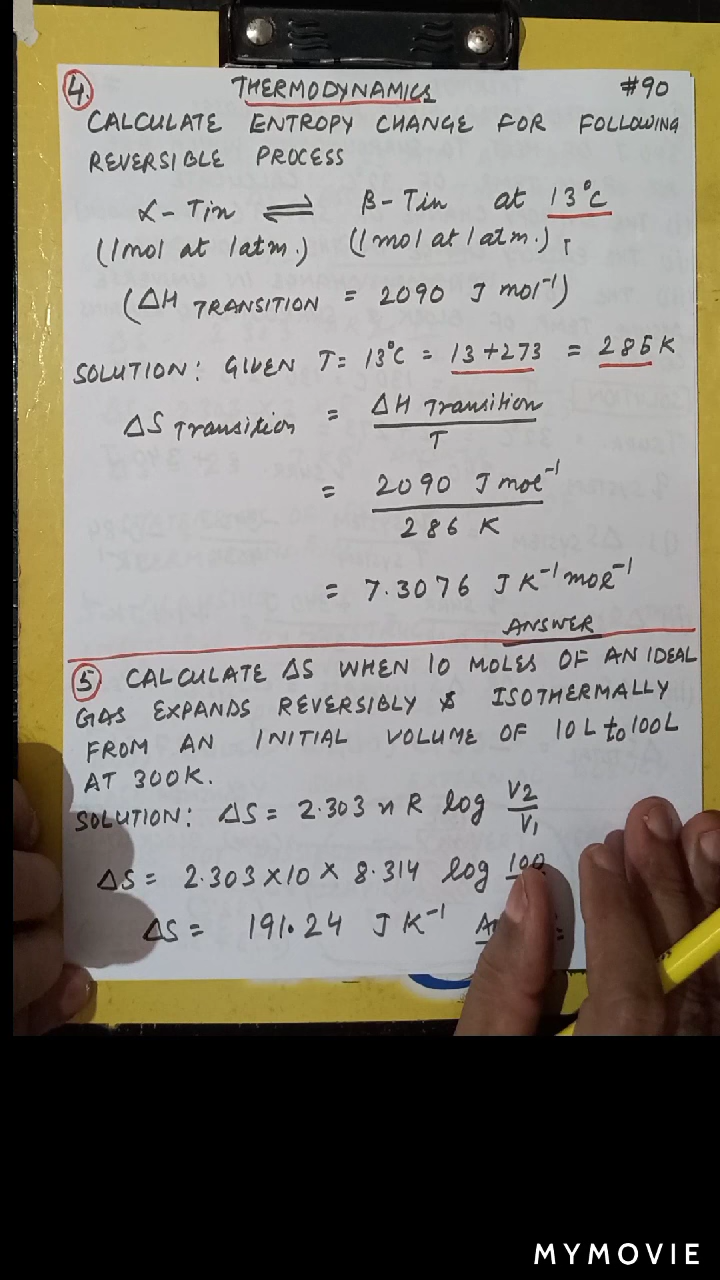 4. THERMODYNAMICS #90
CALCULATE ENTROPY CHANGE FOR FOLLOWING
REVERSIBLE PROCESS
α-Tin ⇌ β-Tin at 13°C
(1mol at 1atm.) (1mol at 1atm.),
(ΔH TRANSITION = 2090 J mol⁻¹)
SOLUTION: GIVEN T= 13°C = 13+273 = 286K
ΔS Transition = ΔH Transition
T
= 2090 J mol⁻¹
286 K
= 7.3076 J K⁻¹ mol⁻¹
ANSWER
5 CALCULATE ΔS WHEN 10 MOLES OF AN IDEAL
GAS EXPANDS REVERSIBLY & ISOTHERMALLY
FROM AN INITIAL VOLUME OF 10L to 100L
AT 300K.
SOLUTION: ΔS = 2.303 n R log V2
V1
ΔS = 2.303 ×10 × 8.314 log 100
ΔS = 191.24 J K⁻¹
MYMOVIE